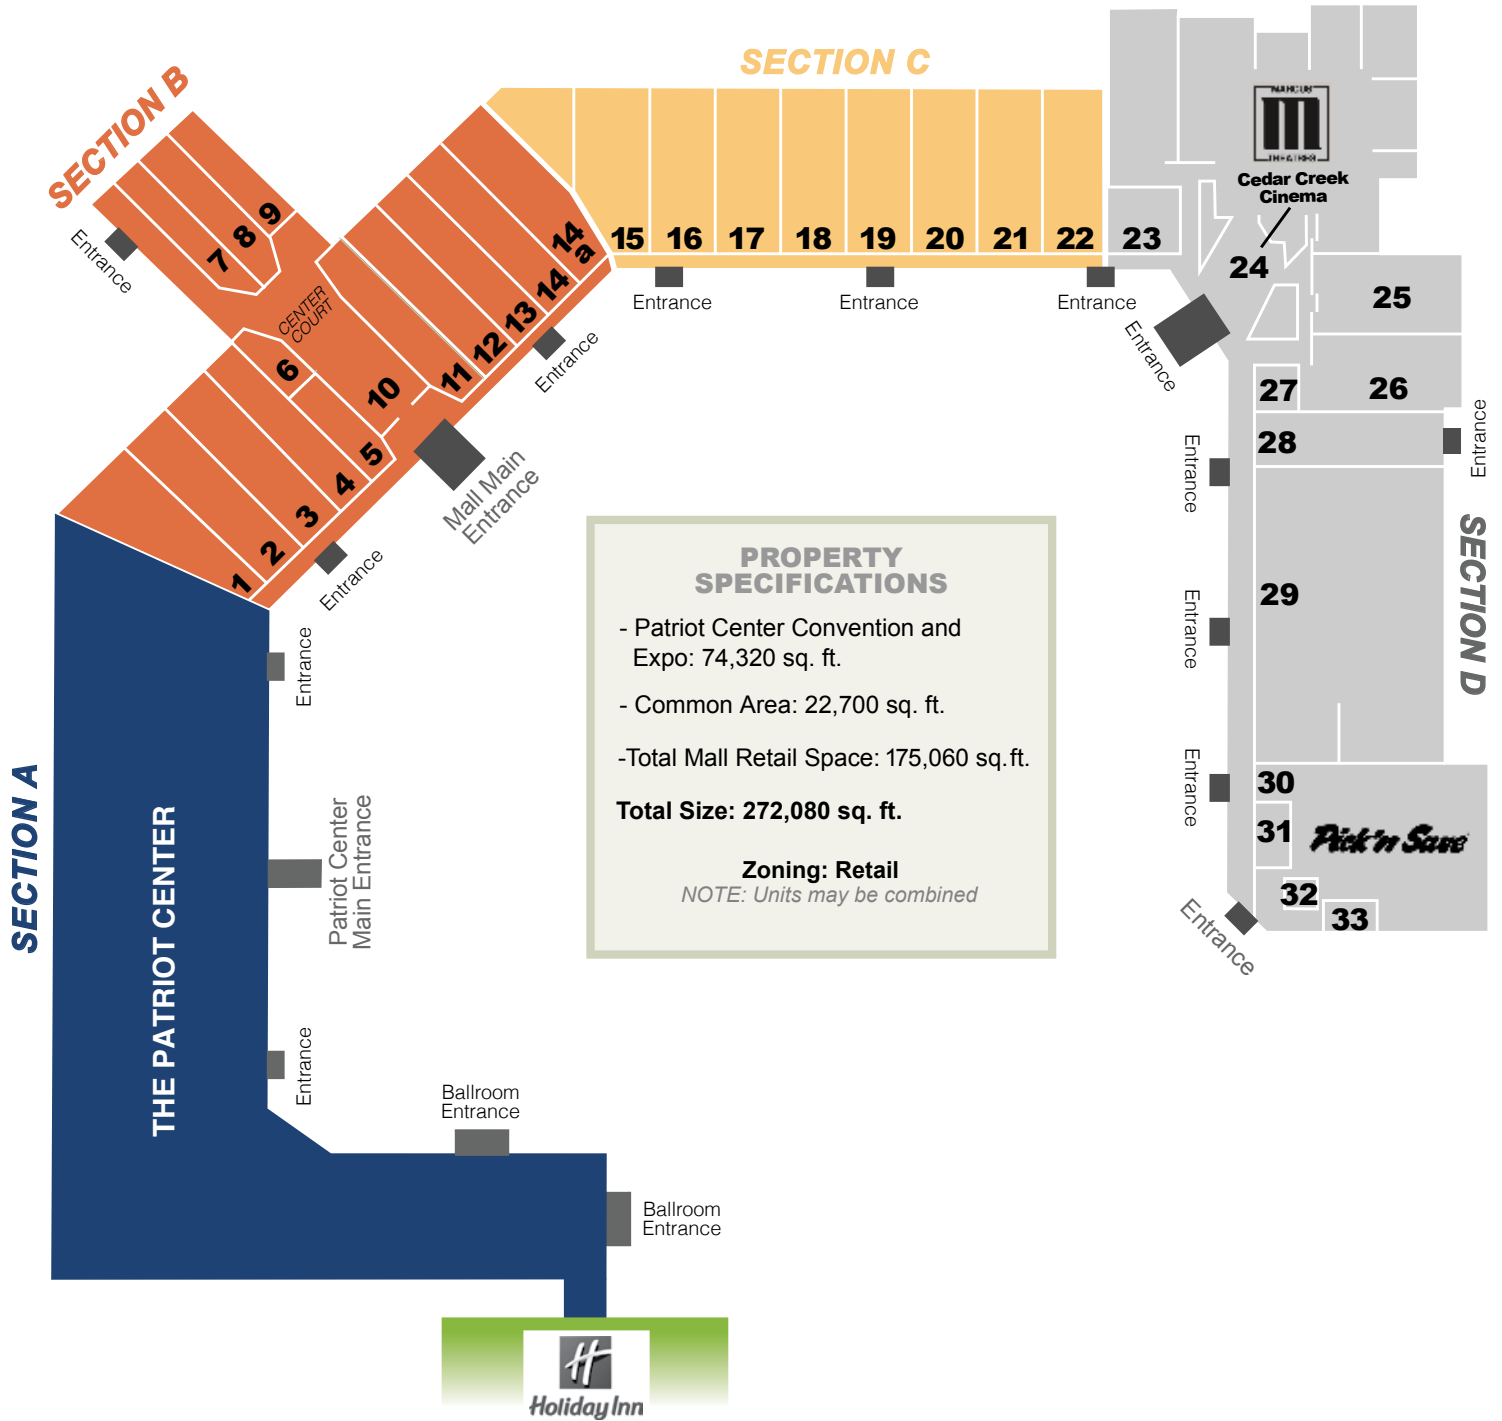 SECTION C
SECTION B
MARCUS
M
THEATRES
Cedar Creek
Cinema
9
8
7
Entrance
CENTER
COURT
6
10
5
4
3
2
1
11
12
13
14
14
a
Entrance
Mall Main
Entrance
Entrance
15
16
17
18
19
20
21
22
23
24
25
26
27
28
29
30
31
32
33
Entrance
Entrance
Entrance
Entrance
Entrance
Entrance
Entrance
Entrance
Entrance
SECTION D
Pick'n Save
PROPERTY
SPECIFICATIONS
- Patriot Center Convention and
Expo: 74,320 sq. ft.
- Common Area: 22,700 sq. ft.
-Total Mall Retail Space: 175,060 sq.ft.
Total Size: 272,080 sq. ft.
Zoning: Retail
NOTE: Units may be combined
SECTION A
THE PATRIOT CENTER
Entrance
Patriot Center
Main Entrance
Entrance
Ballroom
Entrance
Ballroom
Entrance
H
Holiday Inn